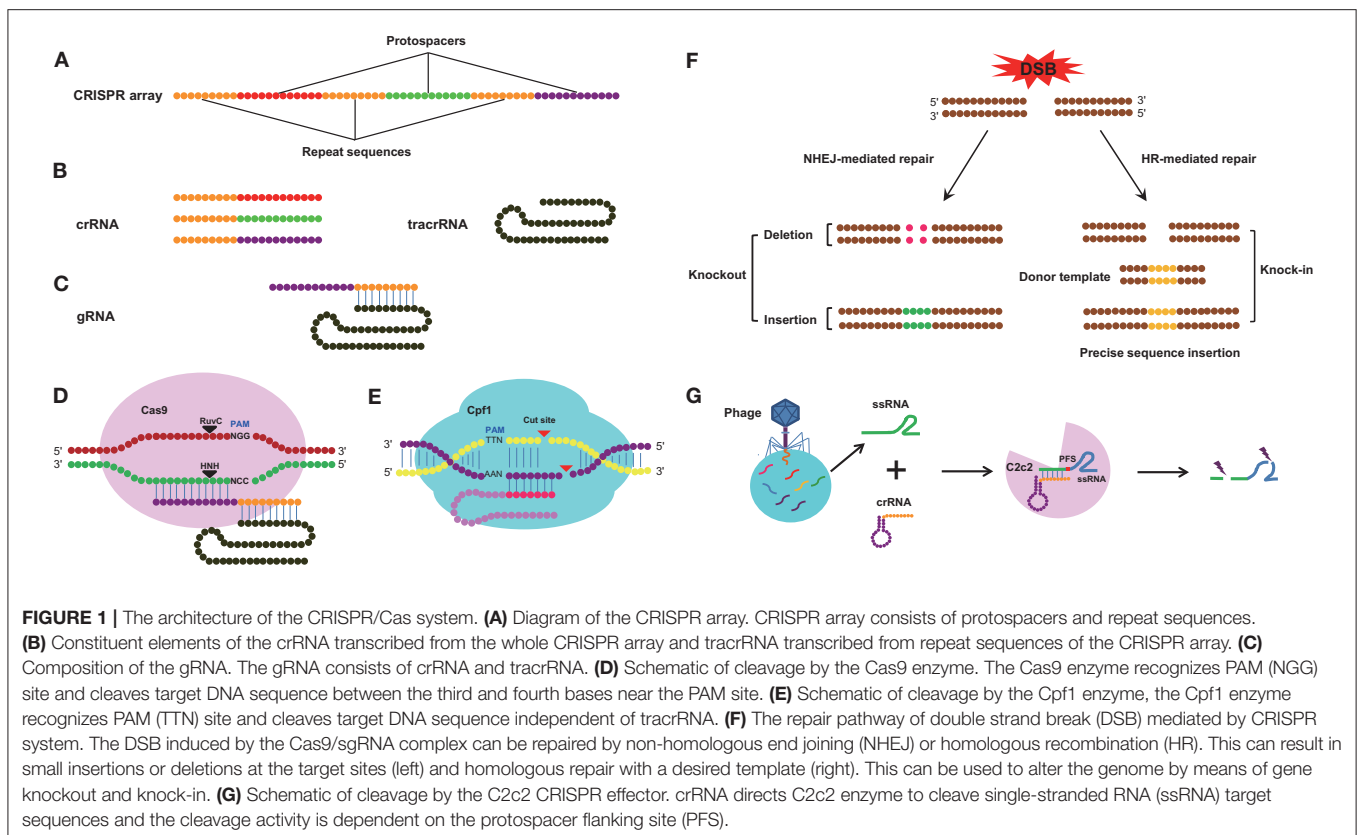 A
Protospacers
CRISPR array
Repeat sequences
B
crRNA
tracrRNA
C
gRNA
D
Cas9
RuvC
PAM
NGG
5'
3'
3'
5'
HNH
NCC
E
Cpf1
PAM
Cut site
TTN
3'
5'
AAN
5'
3'
F
DSB
5'
3'
3'
5'
NHEJ-mediated repair
HR-mediated repair
Deletion
Knockout
Insertion
Donor template
Knock-in
Precise sequence insertion
G
Phage
ssRNA
crRNA
+
C2c2
PFS
ssRNA
FIGURE 1 | The architecture of the CRISPR/Cas system. (A) Diagram of the CRISPR array. CRISPR array consists of protospacers and repeat sequences.
(B) Constituent elements of the crRNA transcribed from the whole CRISPR array and tracrRNA transcribed from repeat sequences of the CRISPR array. (C)
Composition of the gRNA. The gRNA consists of crRNA and tracrRNA. (D) Schematic of cleavage by the Cas9 enzyme. The Cas9 enzyme recognizes PAM (NGG)
site and cleaves target DNA sequence between the third and fourth bases near the PAM site. (E) Schematic of cleavage by the Cpf1 enzyme, the Cpf1 enzyme
recognizes PAM (TTN) site and cleaves target DNA sequence independent of tracrRNA. (F) The repair pathway of double strand break (DSB) mediated by CRISPR
system. The DSB induced by the Cas9/sgRNA complex can be repaired by non-homologous end joining (NHEJ) or homologous recombination (HR). This can result in
small insertions or deletions at the target sites (left) and homologous repair with a desired template (right). This can be used to alter the genome by means of gene
knockout and knock-in. (G) Schematic of cleavage by the C2c2 CRISPR effector. crRNA directs C2c2 enzyme to cleave single-stranded RNA (ssRNA) target
sequences and the cleavage activity is dependent on the protospacer flanking site (PFS).